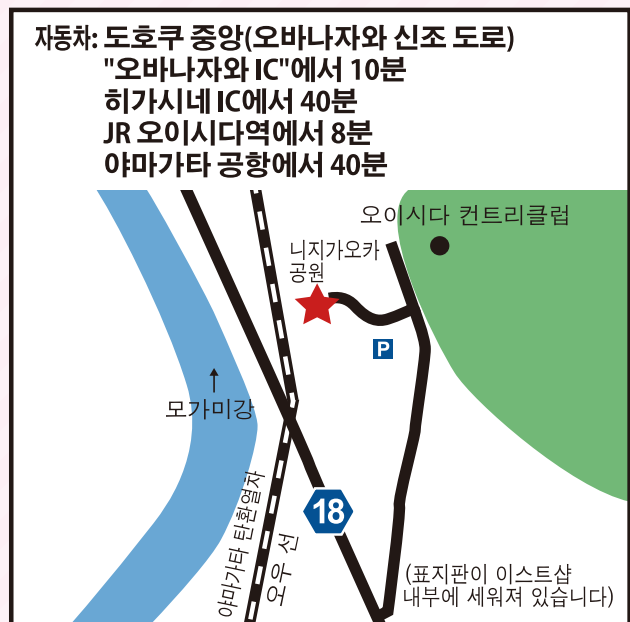 자동차: 도호쿠 중앙(오바나자와 신조 도로)
"오바나자와 IC"에서 10분
히가시네 IC에서 40분
JR 오이시다역에서 8분
야마가타 공항에서 40분
오이시다 컨트리클럽
니지가오카
공원
P
모가미강
18
야마가타 탄환열차
오우 선
(표지판이 이스트샵
내부에 세워져 있습니다)